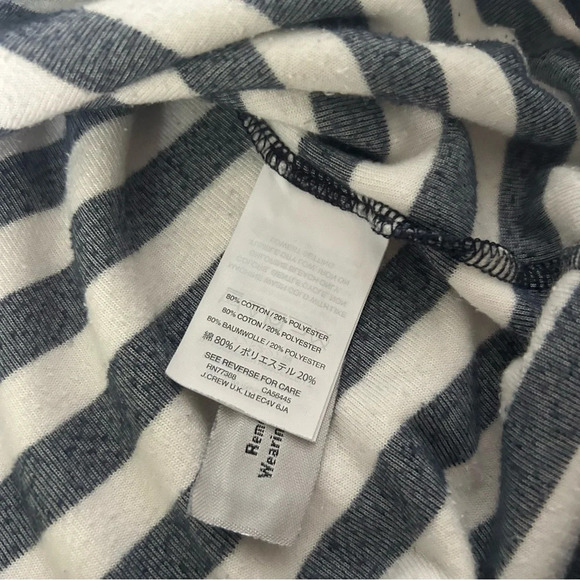 80% COTTON / 20% POLYESTER
80% COTON / 20% POLYESTER
80% BAUMWOLLE / 20% POLYESTER
綿 80% / ポリエステル 20%
SEE REVERSE FOR CARE
RN77388 CA56445
J.CREW U.K. Ltd EC4V 6JA
Rem
Wearin